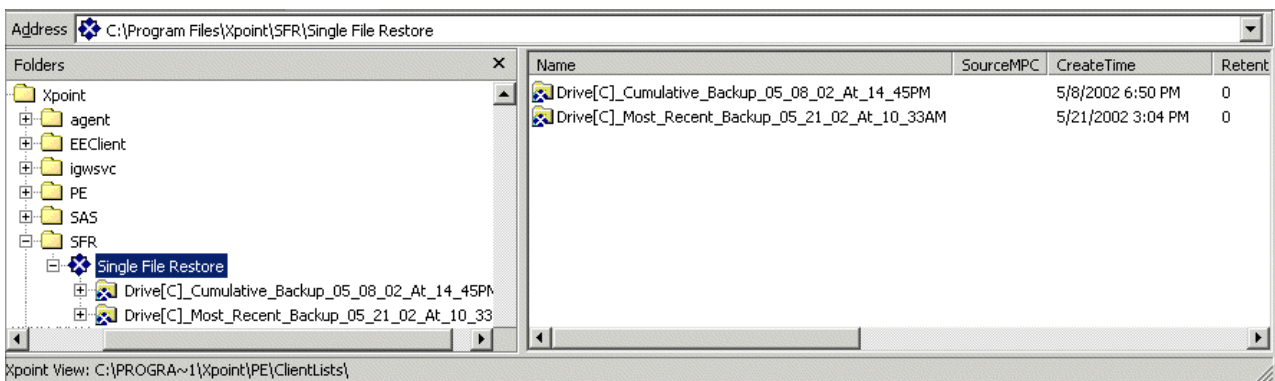 Address C:\Program Files\Xpoint\SFR\Single File Restore
Folders
Xpoint
agent
EEClient
igwsvc
PE
SAS
SFR
Single File Restore
Drive[C]_Cumulative_Backup_05_08_02_At_14_45PM
Drive[C]_Most_Recent_Backup_05_21_02_At_10_33
Name SourceMPC CreateTime Retent
Drive[C]_Cumulative_Backup_05_08_02_At_14_45PM 5/8/2002 6:50 PM 0
Drive[C]_Most_Recent_Backup_05_21_02_At_10_33AM 5/21/2002 3:04 PM 0
Xpoint View: C:\PROGRA~1\Xpoint\PE\ClientLists\